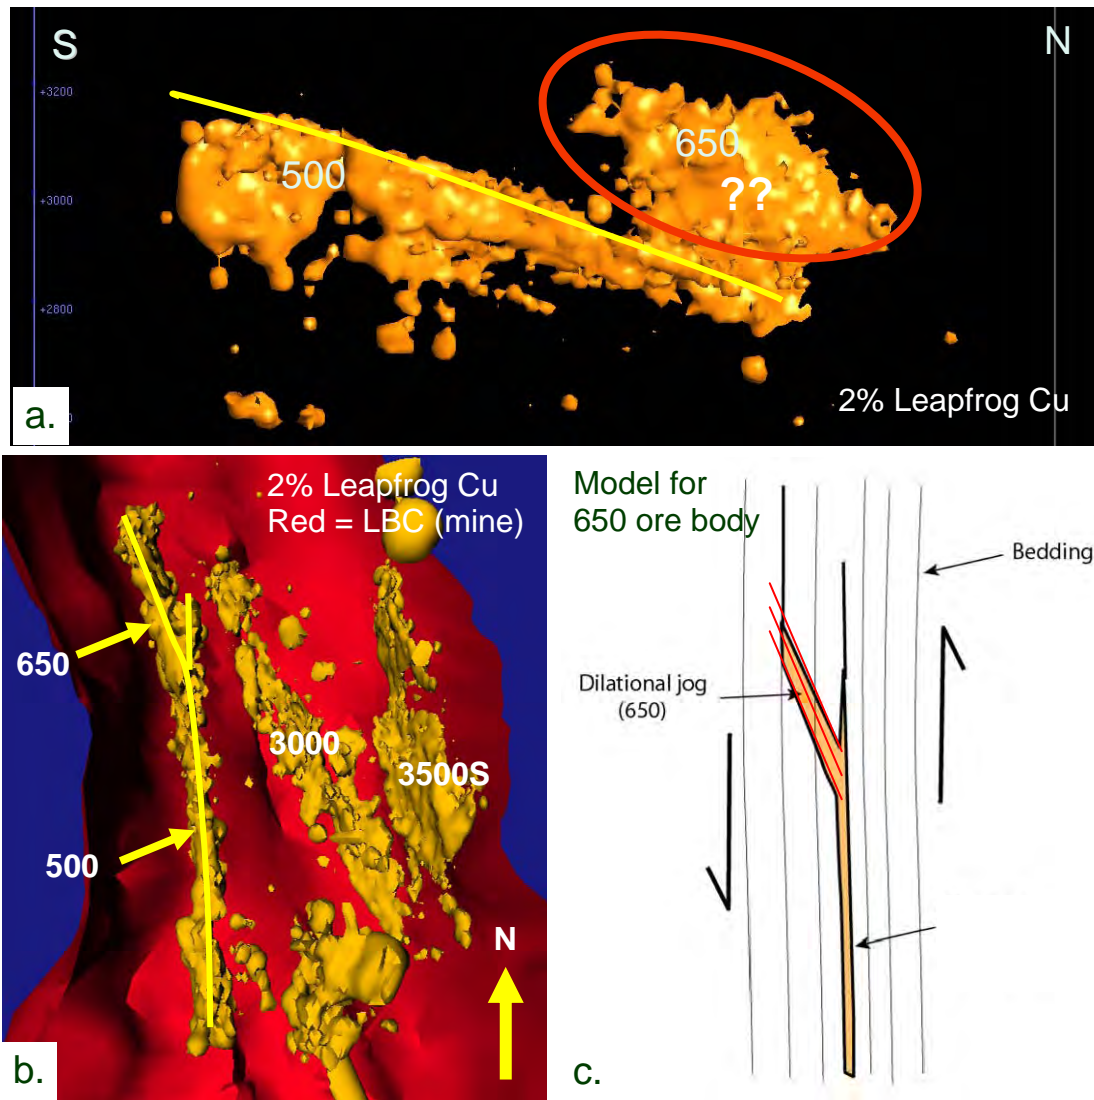 S
N
+3200
500
650
??
+3000
+2800
2% Leapfrog Cu
a.
2% Leapfrog Cu
Red = LBC (mine)
650
3000
3500S
500
N
b.
Model for
650 ore body
Bedding
Dilational jog
(650)
c.